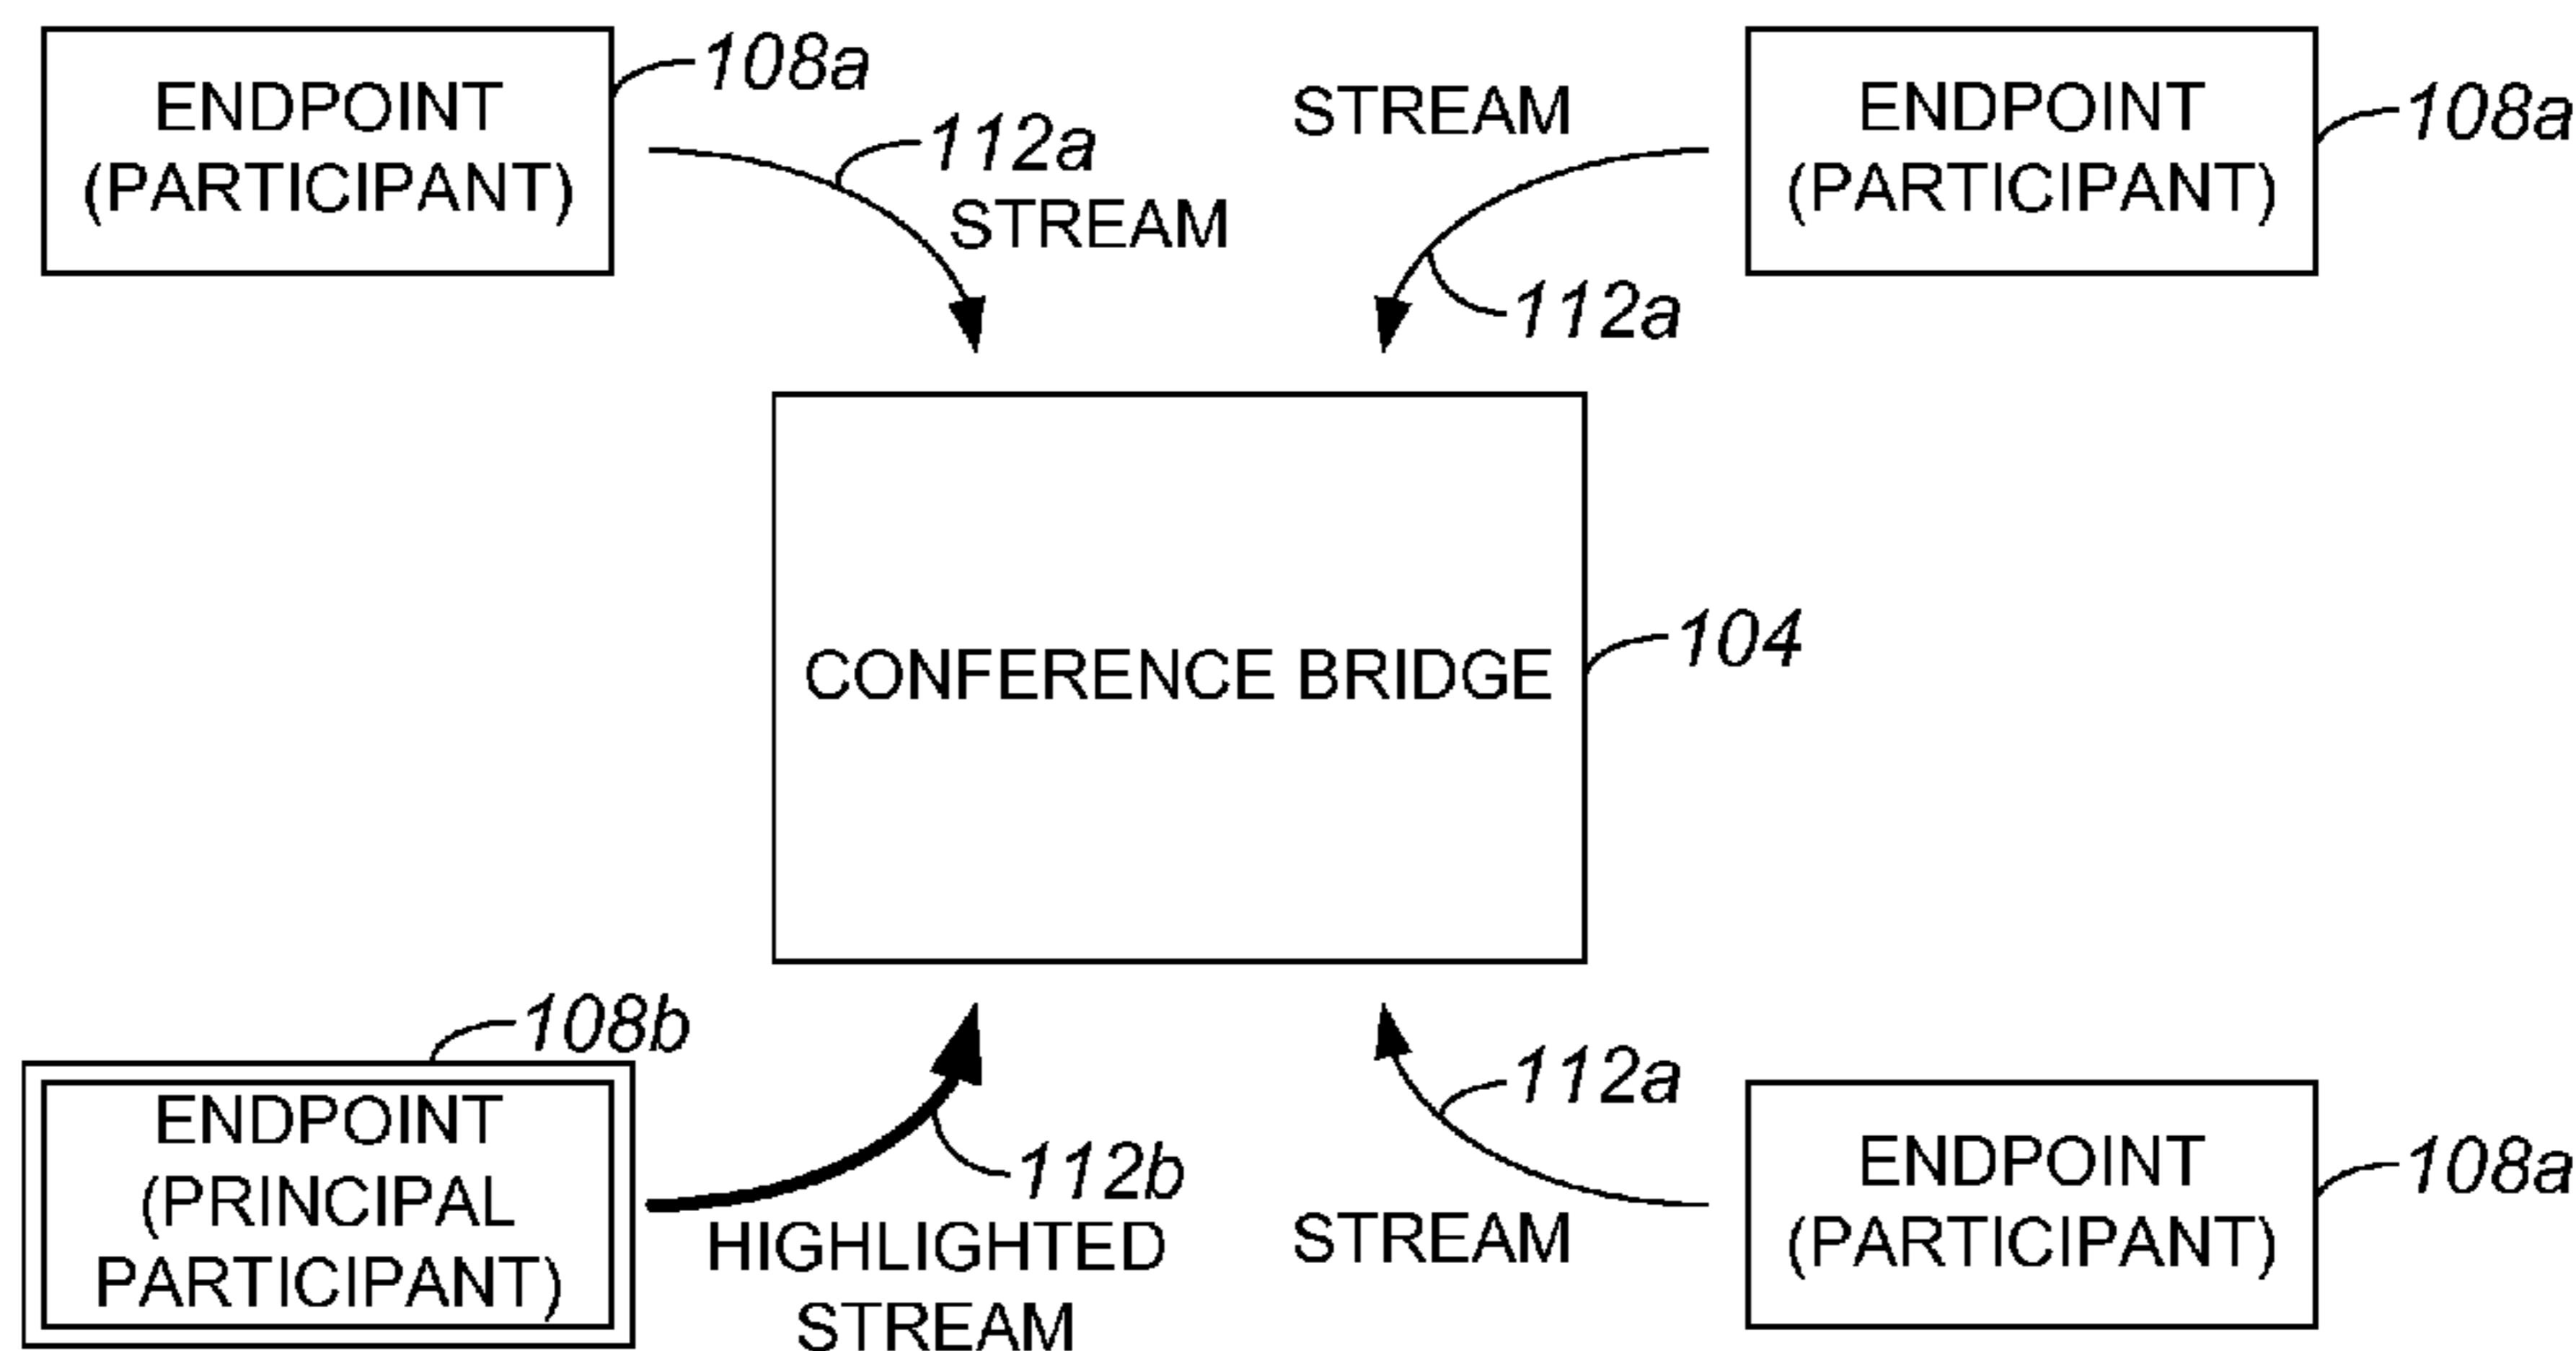 ENDPOINT
(PARTICIPANT)
108a
112a
STREAM
STREAM
112a
ENDPOINT
(PARTICIPANT)
108a
CONFERENCE BRIDGE
104
108b
ENDPOINT
(PRINCIPAL
PARTICIPANT)
112b
HIGHLIGHTED
STREAM
112a
STREAM
ENDPOINT
(PARTICIPANT)
108a